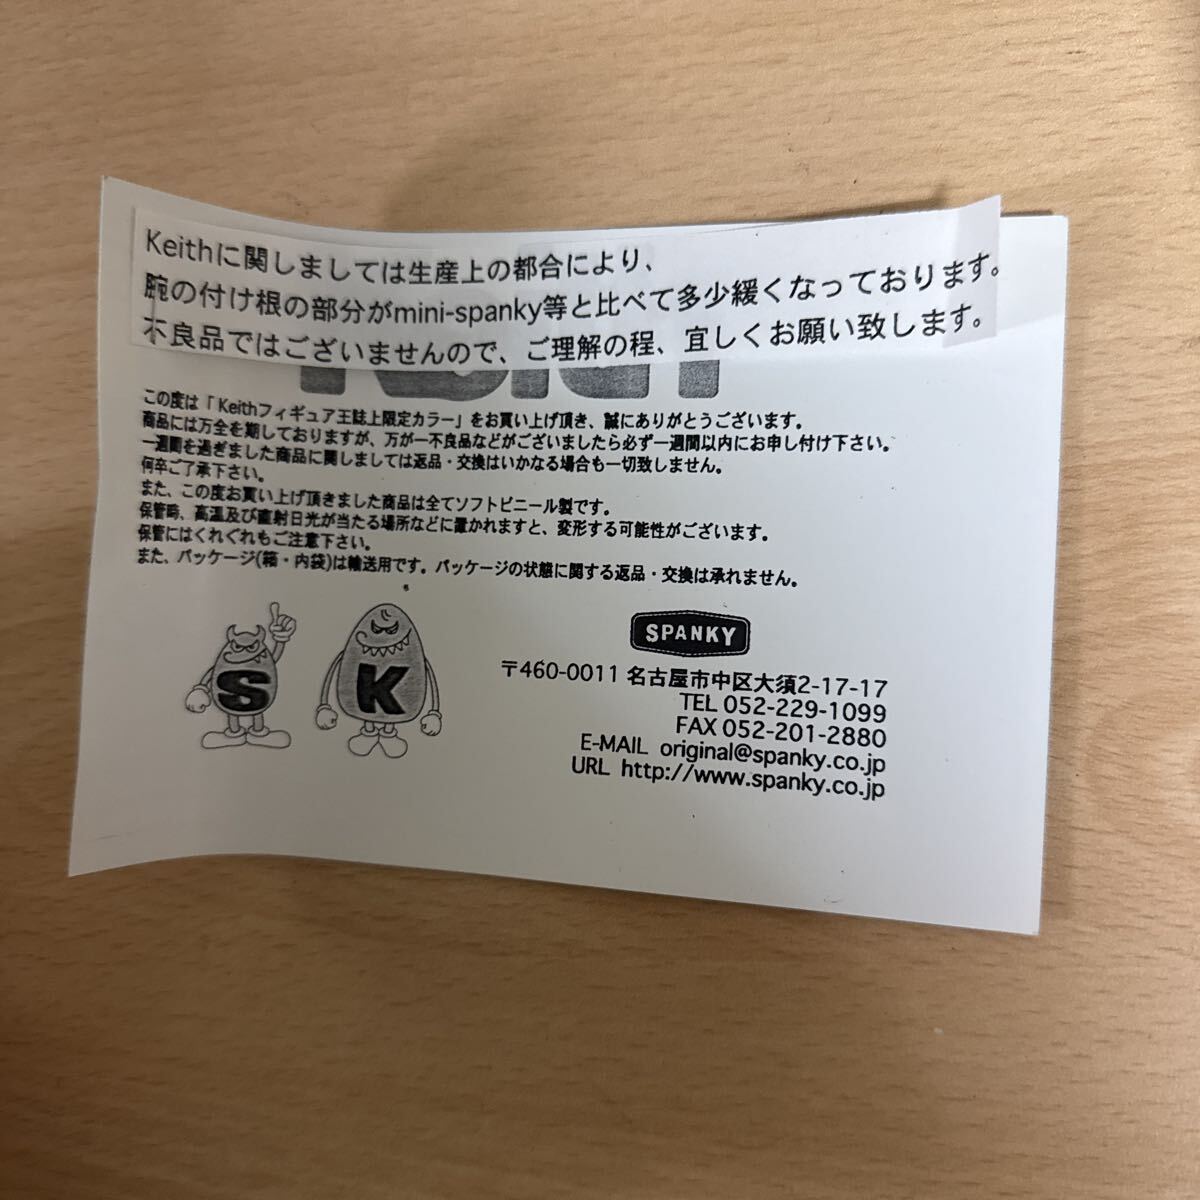 Keithに関しましては生産上の都合により、
腕の付け根の部分がmini-spanky等と比べて多少緩くなっております。
不良品ではございませんので、ご理解の程、宜しくお願い致します。
この度は「 Keithフィギュア王誌上限定カラー」をお買い上げ頂き、誠にありがとうございます。
商品には万全を期しておりますが、万が一不良品などがございましたら必ず一週間以内にお申し付け下さい。
一週間を過ぎました商品に関しましては返品・交換はいかなる場合も一切致しません。
何卒ご了承下さい。
また、この度お買い上げ頂きました商品は全てソフトビニール製です。
保管時、高温及び直射日光が当たる場所などに置かれますと、変形する可能性がございます。
保管にはくれぐれもご注意下さい。
また、パッケージ(箱・内袋)は輸送用です。パッケージの状態に関する返品・交換は承れません。
S
K
SPANKY
〒460-0011 名古屋市中区大須2-17-17
TEL 052-229-1099
FAX 052-201-2880
E-MAIL original@spanky.co.jp
URL http://www.spanky.co.jp